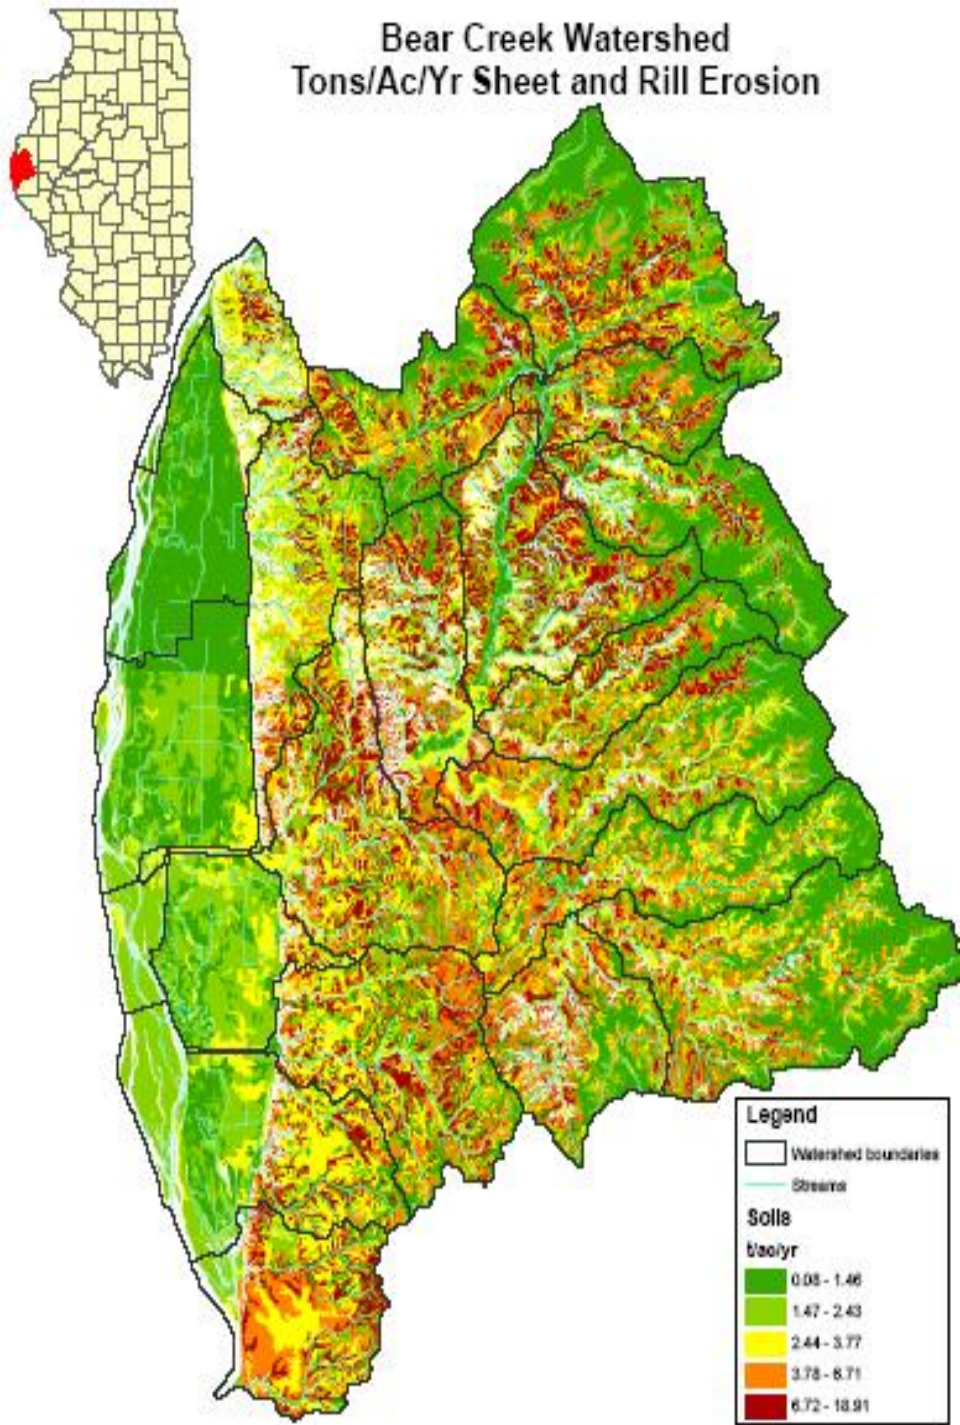 Bear Creek Watershed
Tons/Ac/Yr Sheet and Rill Erosion
Legend
Watershed boundaries
Streams
Soils
t/ac/yr
0.08 - 1.46
1.47 - 2.43
2.44 - 3.77
3.78 - 6.71
6.72 - 18.91